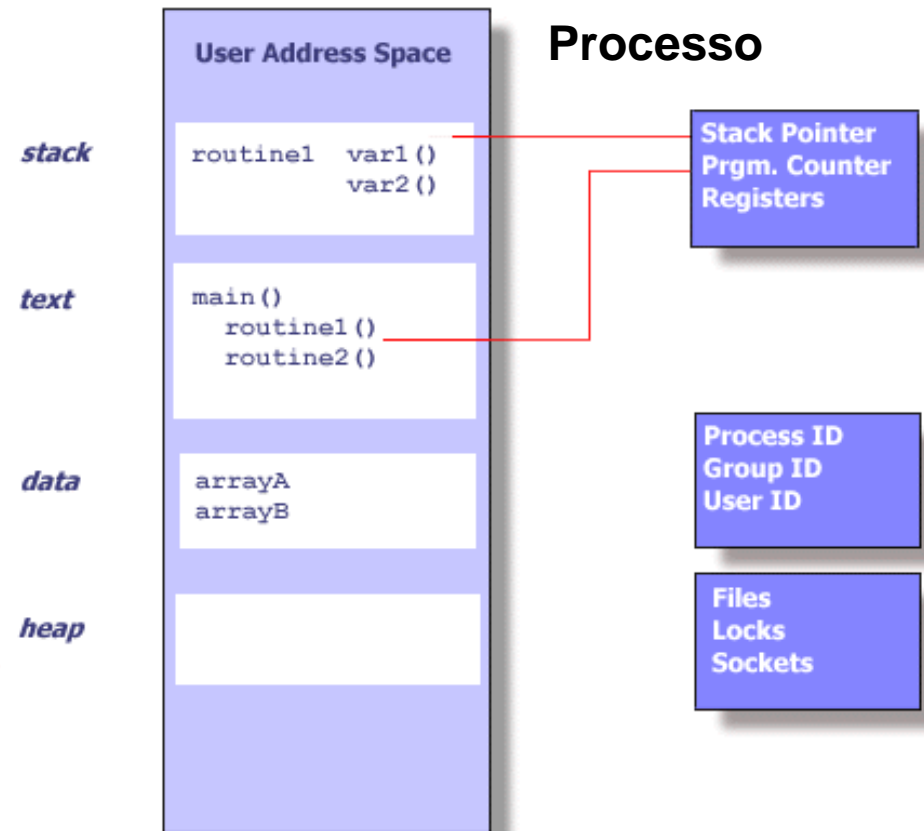 Processo
User Address Space
stack
routine1 var1()
var2()
text
main()
routine1()
routine2()
data
arrayA
arrayB
heap
Stack Pointer
Prgm. Counter
Registers
Process ID
Group ID
User ID
Files
Locks
Sockets